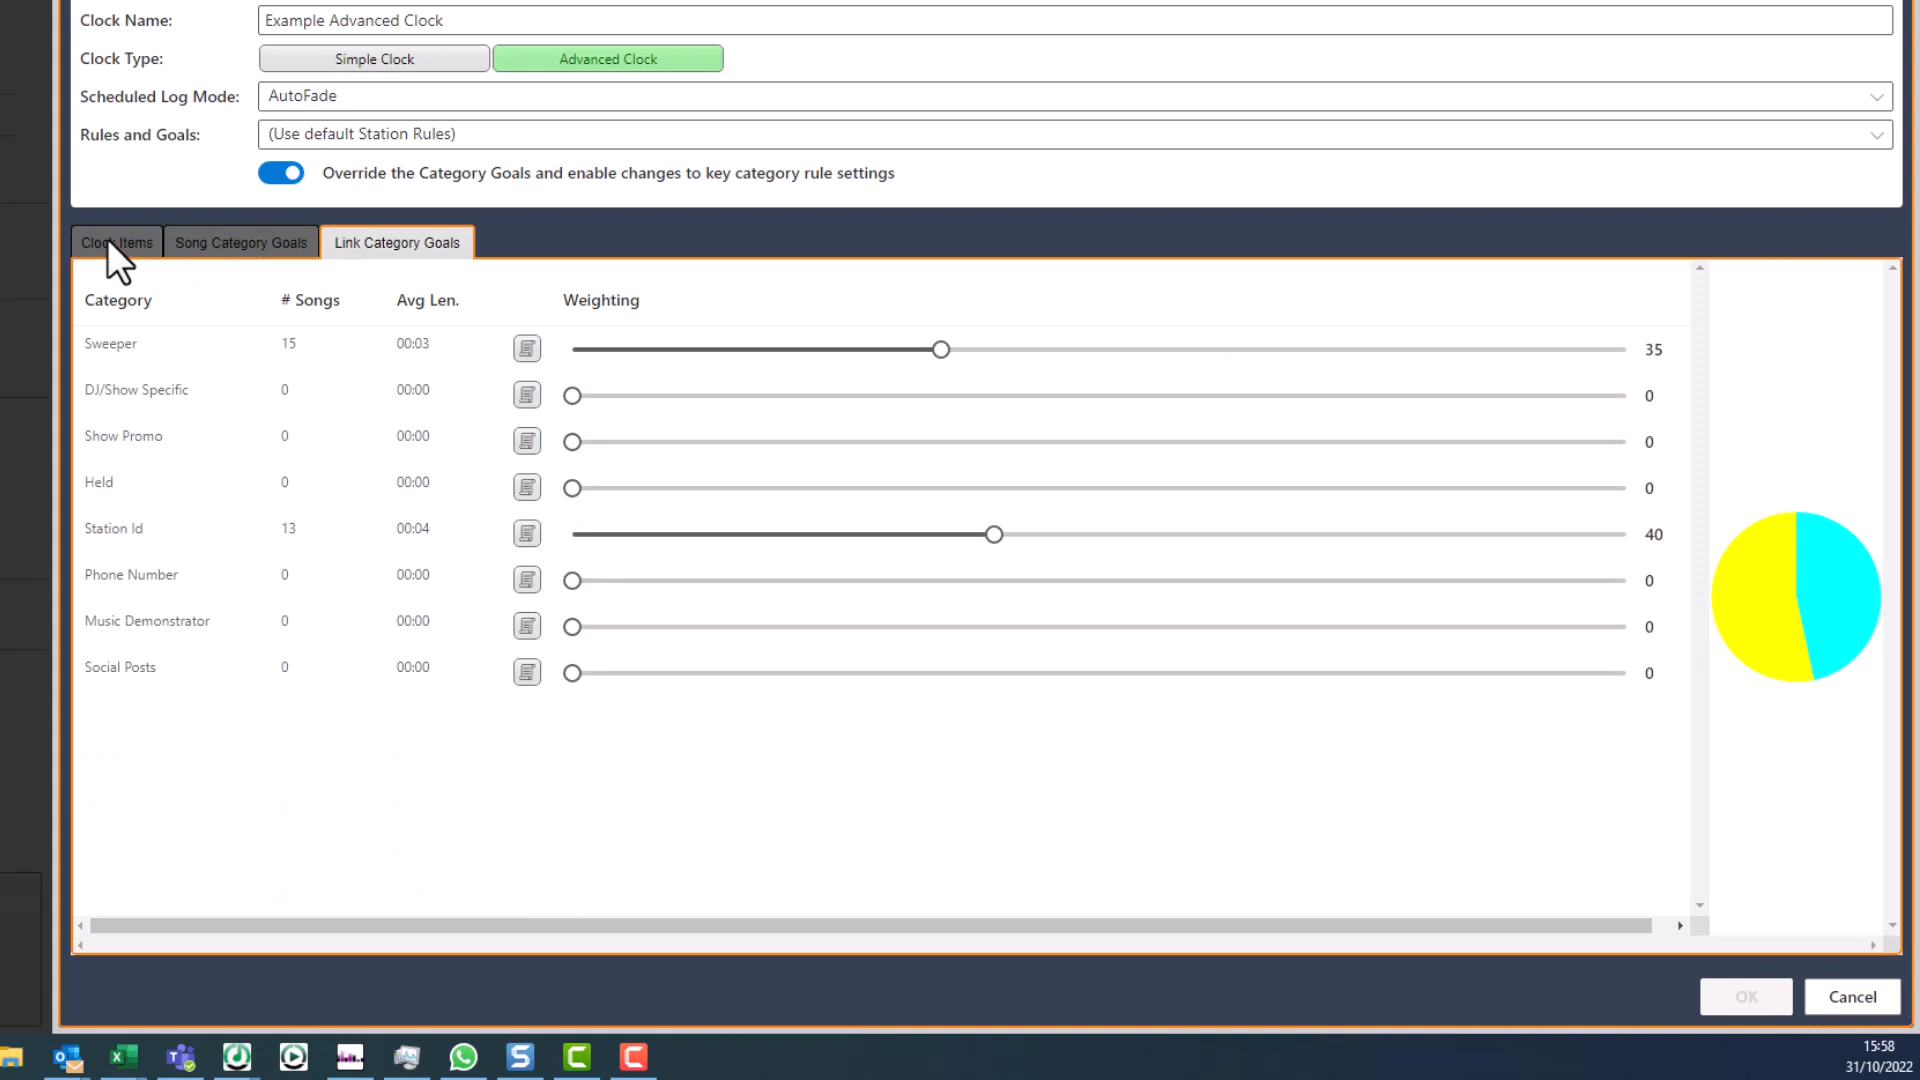 Clock Name: Example Advanced Clock
Clock Type: Simple Clock Advanced Clock
Scheduled Log Mode: AutoFade
Rules and Goals: (Use default Station Rules)
Override the Category Goals and enable changes to key category rule settings
Clock Items Song Category Goals Link Category Goals
Category # Songs Avg Len. Weighting
Sweeper 15 00:03 35
DJ/Show Specific 0 00:00 0
Show Promo 0 00:00 0
Held 0 00:00 0
Station Id 13 00:04 40
Phone Number 0 00:00 0
Music Demonstrator 0 00:00 0
Social Posts 0 00:00 0
OK Cancel
15:58
31/10/2022